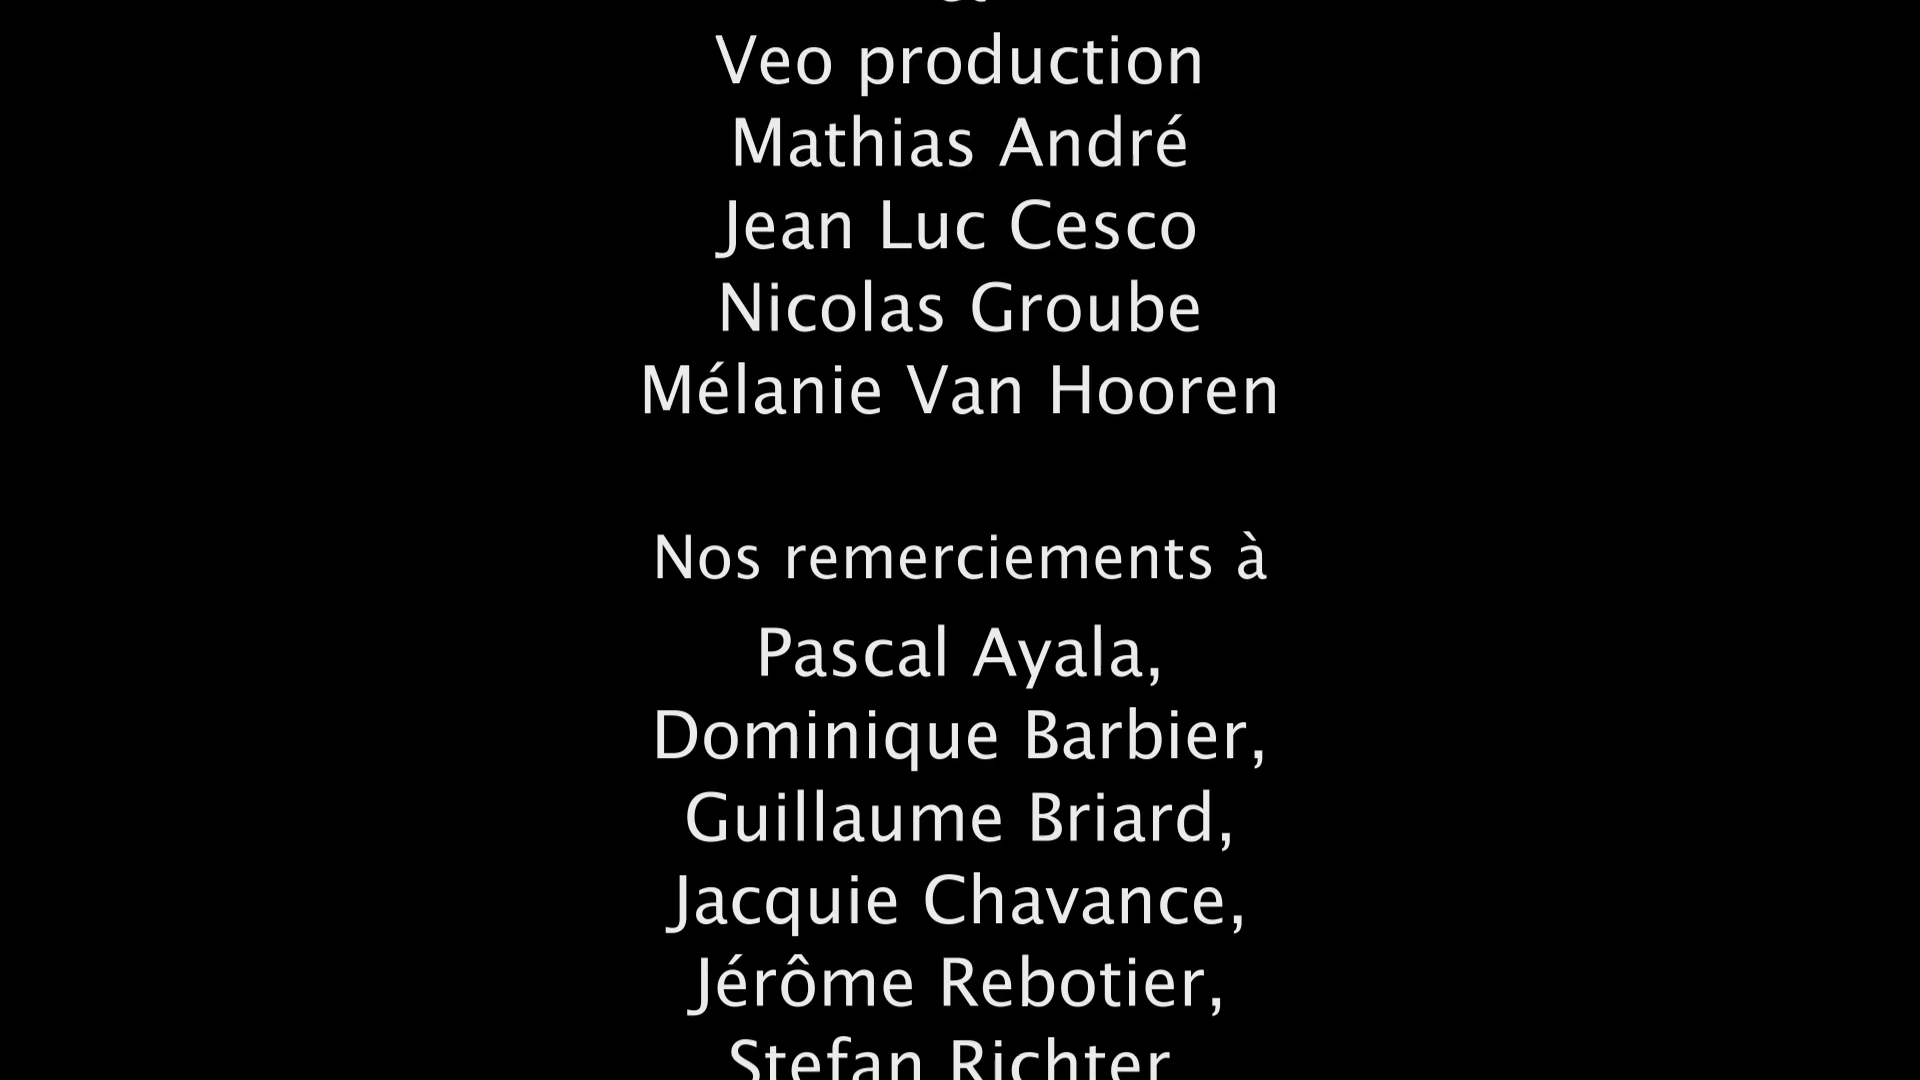 Veo production
Mathias André
Jean Luc Cesco
Nicolas Groube
Mélanie Van Hooren
Nos remerciements à
Pascal Ayala,
Dominique Barbier,
Guillaume Briard,
Jacquie Chavance,
Jérôme Rebotier,
Stefan Richter